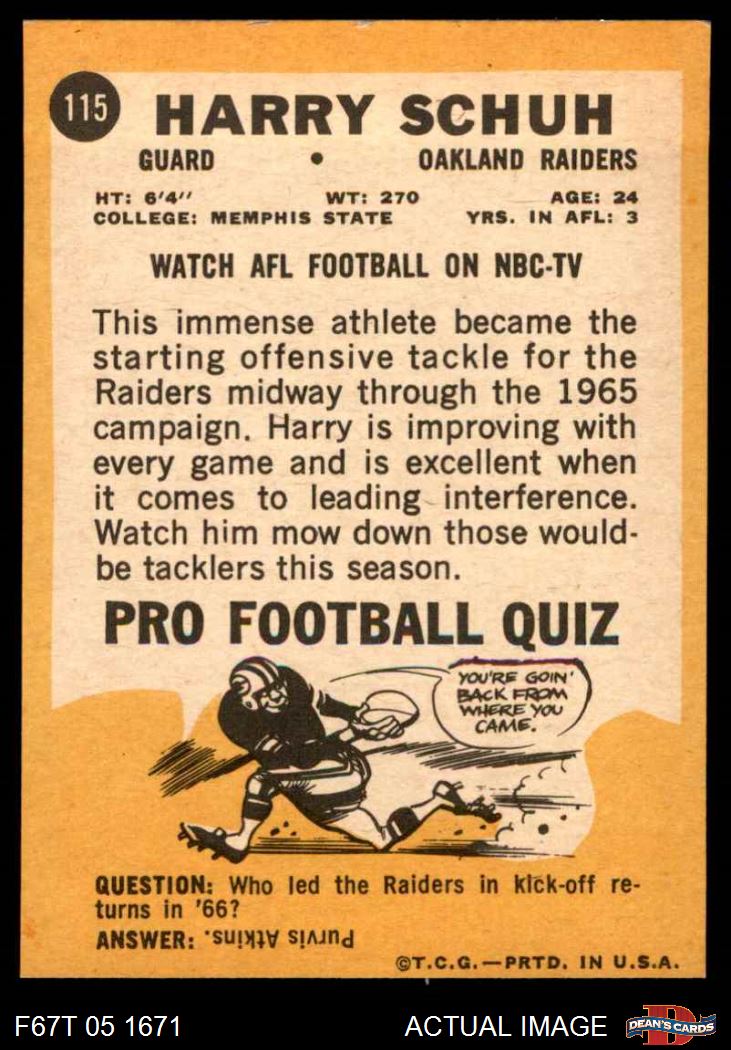 115
HARRY SCHUH
GUARD • OAKLAND RAIDERS
HT: 6'4'' WT: 270 AGE: 24
COLLEGE: MEMPHIS STATE YRS. IN AFL: 3
WATCH AFL FOOTBALL ON NBC-TV
This immense athlete became the
starting offensive tackle for the
Raiders midway through the 1965
campaign. Harry is improving with
every game and is excellent when
it comes to leading interference.
Watch him mow down those would-
be tacklers this season.
PRO FOOTBALL QUIZ
YOU'RE GOIN'
BACK FROM
WHERE YOU
CAME.
QUESTION: Who led the Raiders in kick-off re-
turns in '66?
ANSWER: Purvis Atkins.
©T.C.G.—PRTD. IN U.S.A.
F67T 05 1671 ACTUAL IMAGE
D
DEAN'S CARDS